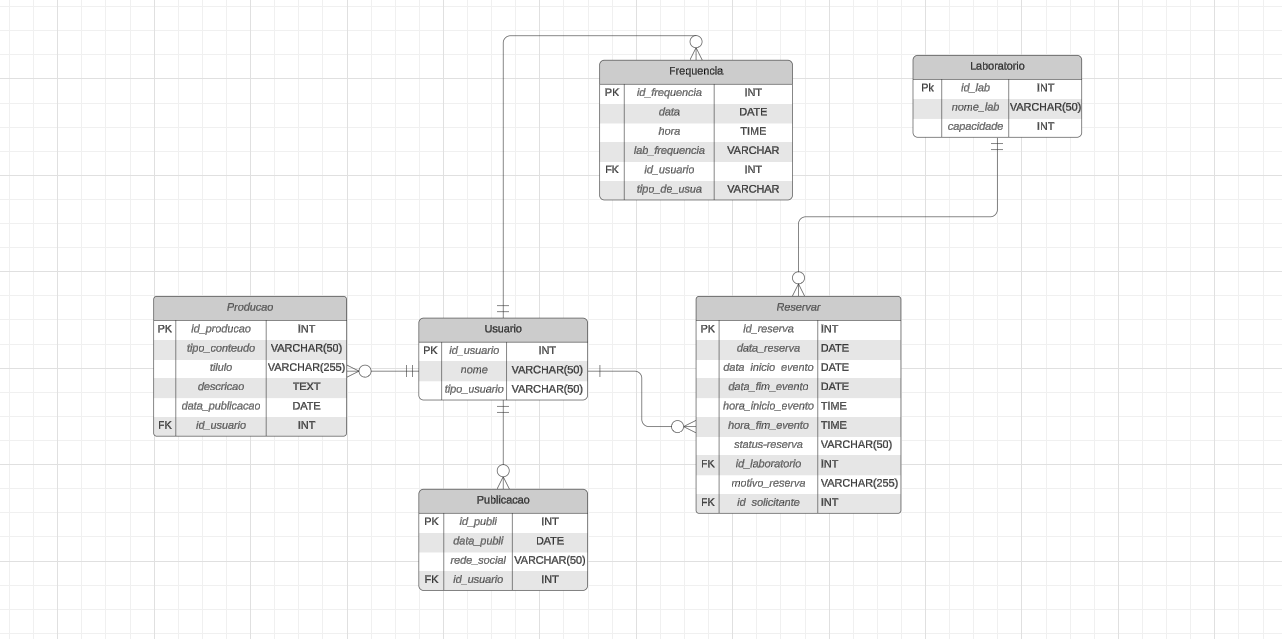 Frequencia
PK id_frequencia INT
data DATE
hora TIME
lab_frequencia VARCHAR
FK id_usuario INT
tipo_de_usua VARCHAR
Laboratorio
Pk id_lab INT
nome_lab VARCHAR(50)
capacidade INT
Producao
PK id_producao INT
tipo_conteudo VARCHAR(50)
titulo VARCHAR(255)
descricao TEXT
data_publicacao DATE
FK id_usuario INT
Usuario
PK id_usuario INT
nome VARCHAR(50)
tipo_usuario VARCHAR(50)
Reservar
PK id_reserva INT
data_reserva DATE
data_inicio_evento DATE
data_fim_evento DATE
hora_inicio_evento TIME
hora_fim_evento TIME
status-reserva VARCHAR(50)
FK id_laboratorio INT
motivo_reserva VARCHAR(255)
FK id_solicitante INT
Publicacao
PK id_publi INT
data_publi DATE
rede_social VARCHAR(50)
FK id_usuario INT